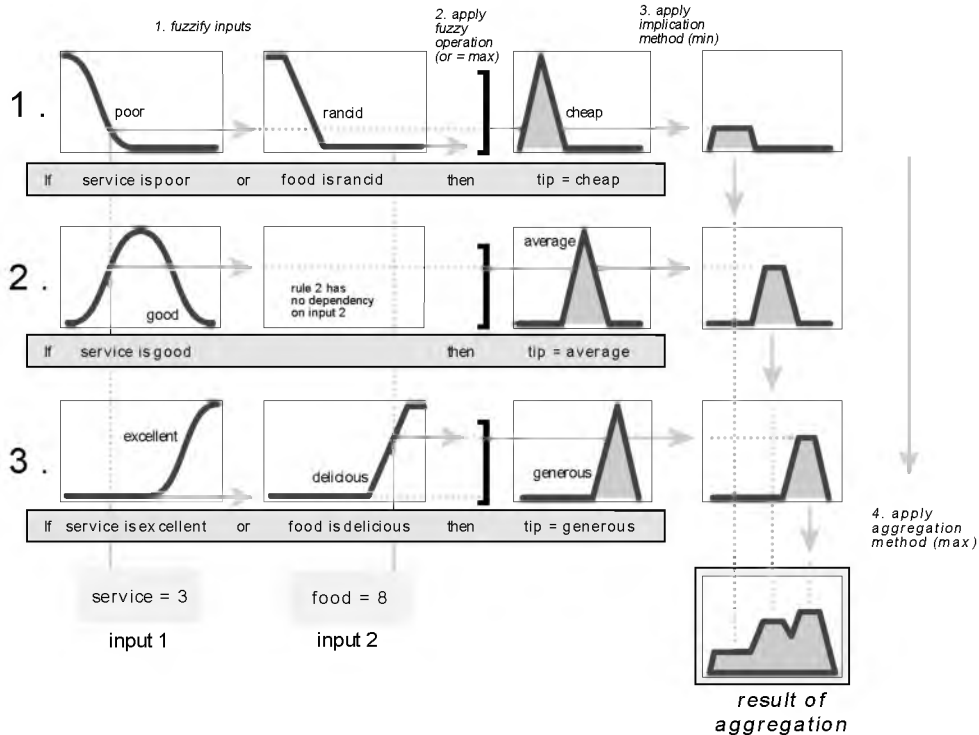 1. fuzzify inputs
2. apply
fuzzy
operation
(or = max)
3. apply
implication
method (min)
1 .
poor
rancid
cheap
If service is poor or food is rancid then tip = cheap
2 .
good
rule 2 has
no dependency
on input 2
average
If service is good then tip = average
3 .
excellent
delicious
generous
If service is excellent or food is delicious then tip = generous
4. apply
aggregation
method (max)
service = 3
food = 8
input 1
input 2
result of
aggregation